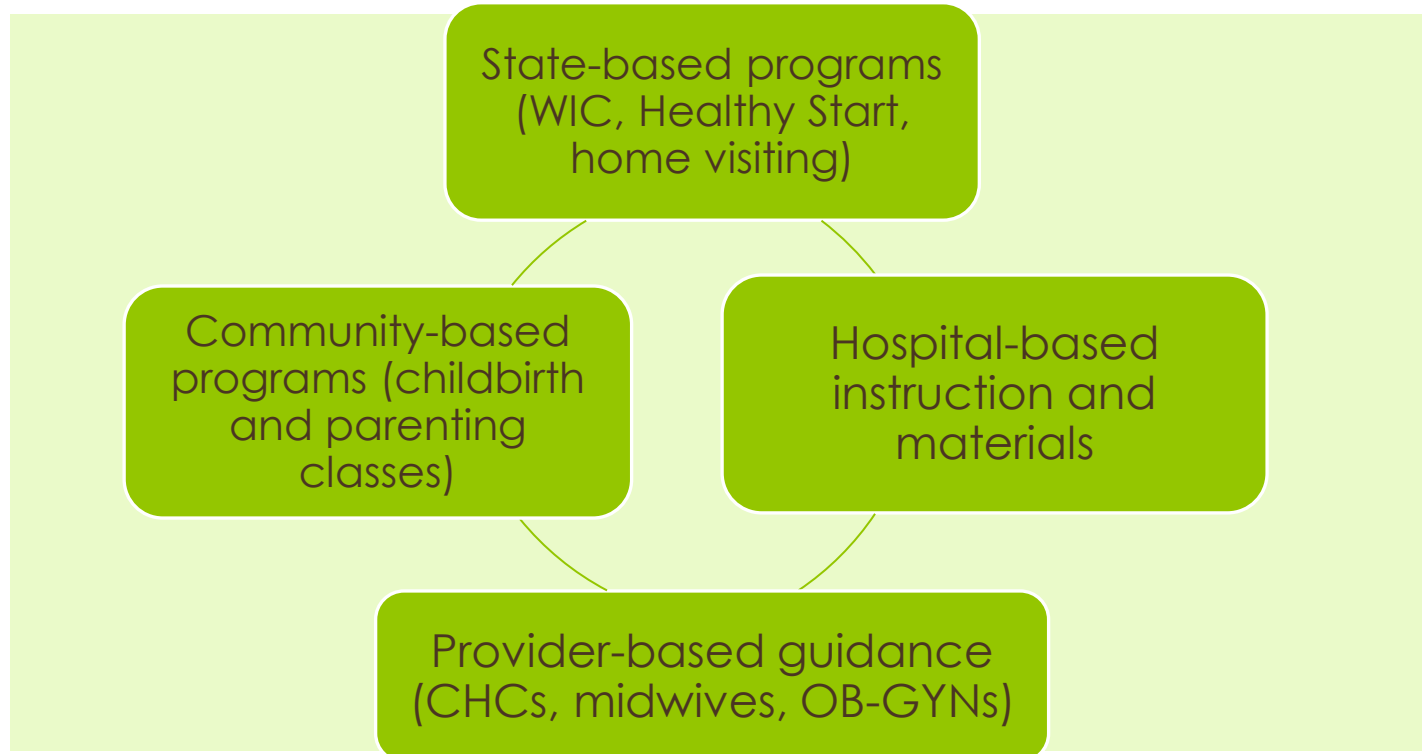 State-based programs
(WIC, Healthy Start,
home visiting)
Community-based
programs (childbirth
and parenting
classes)
Hospital-based
instruction and
materials
Provider-based guidance
(CHCs, midwives, OB-GYNs)